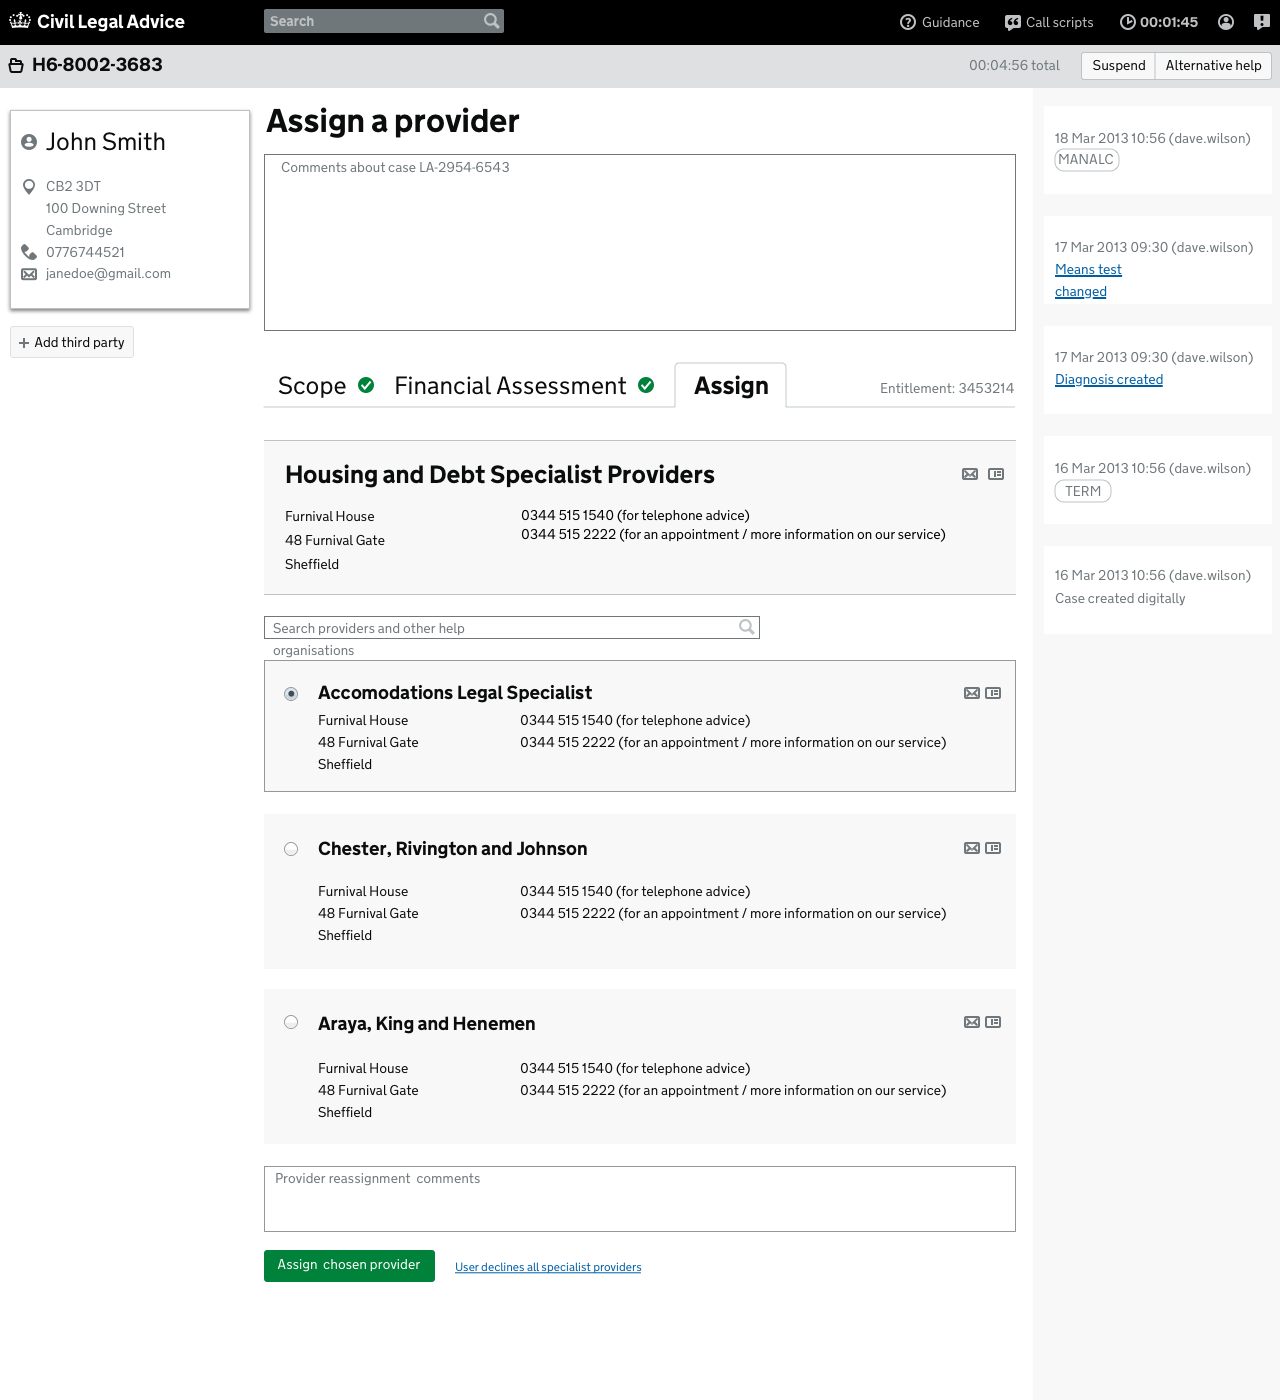 Civil Legal Advice
Search
Guidance
Call scripts
00:01:45
H6-8002-3683
00:04:56 total
Suspend
Alternative help
John Smith
CB2 3DT
100 Downing Street
Cambridge
0776744521
janedoe@gmail.com
Add third party
Assign a provider
Comments about case LA-2954-6543
Scope
Financial Assessment
Assign
Entitlement: 3453214
Housing and Debt Specialist Providers
Furnival House
48 Furnival Gate
Sheffield
0344 515 1540 (for telephone advice)
0344 515 2222 (for an appointment / more information on our service)
Search providers and other help
organisations
Accomodations Legal Specialist
Furnival House
48 Furnival Gate
Sheffield
0344 515 1540 (for telephone advice)
0344 515 2222 (for an appointment / more information on our service)
Chester, Rivington and Johnson
Furnival House
48 Furnival Gate
Sheffield
0344 515 1540 (for telephone advice)
0344 515 2222 (for an appointment / more information on our service)
Araya, King and Henemen
Furnival House
48 Furnival Gate
Sheffield
0344 515 1540 (for telephone advice)
0344 515 2222 (for an appointment / more information on our service)
Provider reassignment comments
Assign chosen provider
User declines all specialist providers
18 Mar 2013 10:56 (dave.wilson)
MANALC
17 Mar 2013 09:30 (dave.wilson)
Means test
changed
17 Mar 2013 09:30 (dave.wilson)
Diagnosis created
16 Mar 2013 10:56 (dave.wilson)
TERM
16 Mar 2013 10:56 (dave.wilson)
Case created digitally